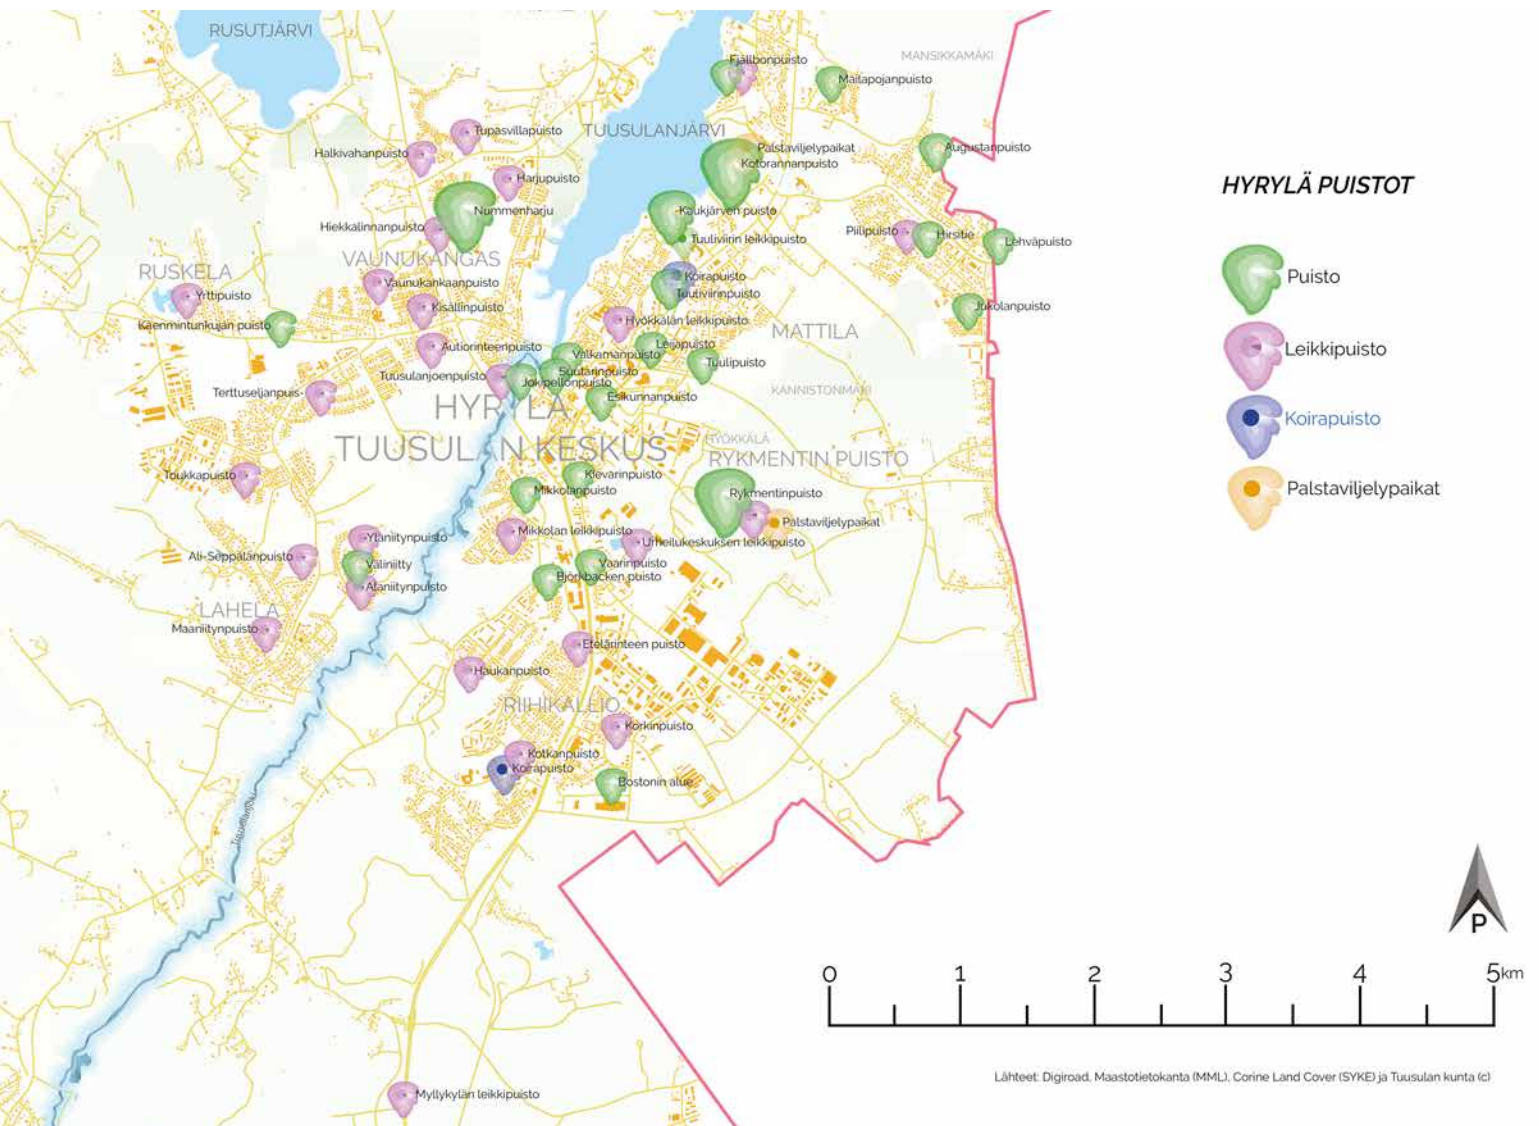 RUSUTJÄRVI
Fjällbonpuisto
MANSIKKAMÄKI
Maitapojanpuisto
Tupasvillapuisto
TUUSULANJÄRVI
Halkivahanpuisto
Palstaviljelypaikat
Augustanpuisto
Kotorannanpuisto
Harjupuisto
HYRYLÄ PUISTOT
Nummenharju
Kaukjärven puisto
Hiekkalinnanpuisto
Piilipuisto
Hirsitie
Tuuliviirin leikkipuisto
Lehväpuisto
VAUNUKANGAS
RUSKELA
Koirapuisto
Puisto
Vaunukankaanpuisto
Yrttipuisto
Tuuliviirinpuisto
Kisällinpuisto
Jukolanpuisto
Käenmintunkujan puisto
Hyökkälän leikkipuisto
MATTILA
Autiorinteenpuisto
Leijapuisto
Leikkipuisto
Valkamanpuisto
Tuulipuisto
Tuusulanjoenpuisto
Suutarinpuisto
Jokipellonpuisto
Terttuseljanpuis-
Esikunnanpuisto
KANNISTONMÄKI
HYRYLÄ
TUUSULAN KESKUS
Koirapuisto
HYÖKKÄLÄ
RYKMENTIN PUISTO
Toukkapuisto
Klevarinpuisto
Mikkolanpuisto
Rykmentinpuisto
Palstaviljelypaikat
Palstaviljelypaikat
Mikkolan leikkipuisto
Yläniitynpuisto
Urheilukeskuksen leikkipuisto
Ali-Seppälänpuisto
Väliniitty
Vaarinpuisto
Björkbacken puisto
Alaniitynpuisto
LAHELA
Maaniitynpuisto
Etelärinteen puisto
Haukanpuisto
RIIHIKALLIO
Korkinpuisto
Kotkanpuisto
Koirapuisto
Bostonin alue
Tuusulanjoki
P
0 1 2 3 4 5km
Lähteet: Digiroad, Maastotietokanta (MML), Corine Land Cover (SYKE) ja Tuusulan kunta (c)
Myllykylän leikkipuisto